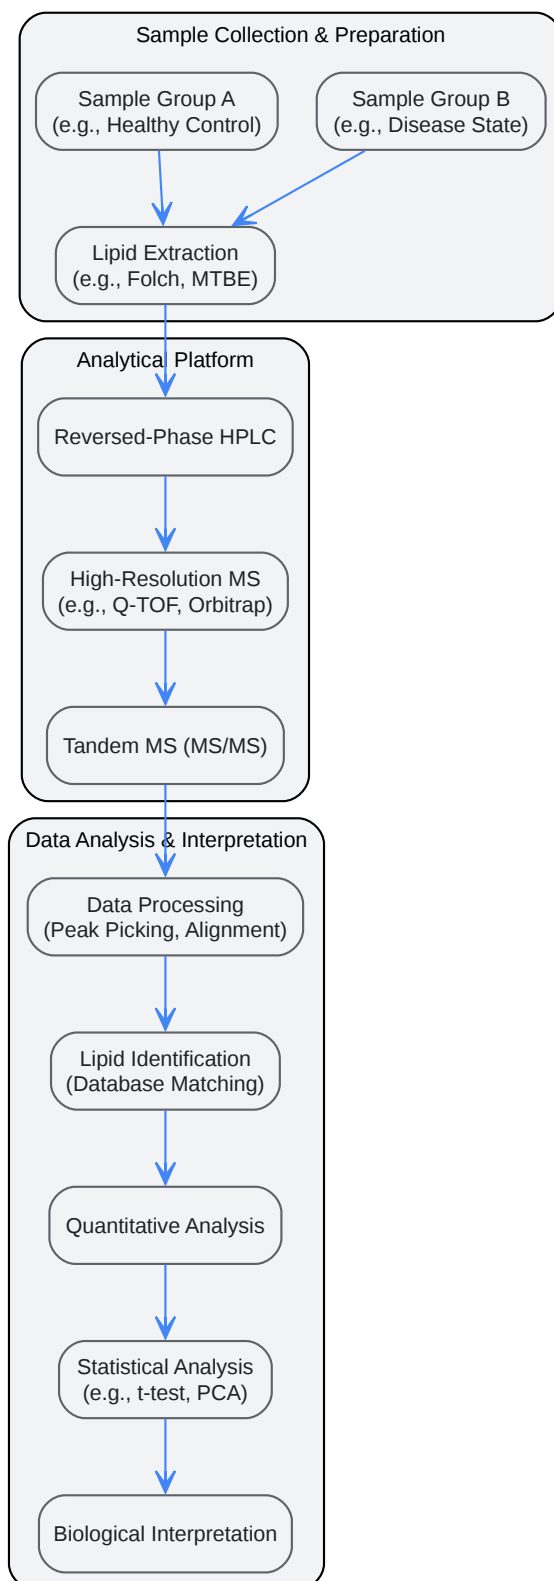 Sample Collection & Preparation
Sample Group A
(e.g., Healthy Control)
Sample Group B
(e.g., Disease State)
Lipid Extraction
(e.g., Folch, MTBE)
Analytical Platform
Reversed-Phase HPLC
High-Resolution MS
(e.g., Q-TOF, Orbitrap)
Tandem MS (MS/MS)
Data Analysis & Interpretation
Data Processing
(Peak Picking, Alignment)
Lipid Identification
(Database Matching)
Quantitative Analysis
Statistical Analysis
(e.g., t-test, PCA)
Biological Interpretation